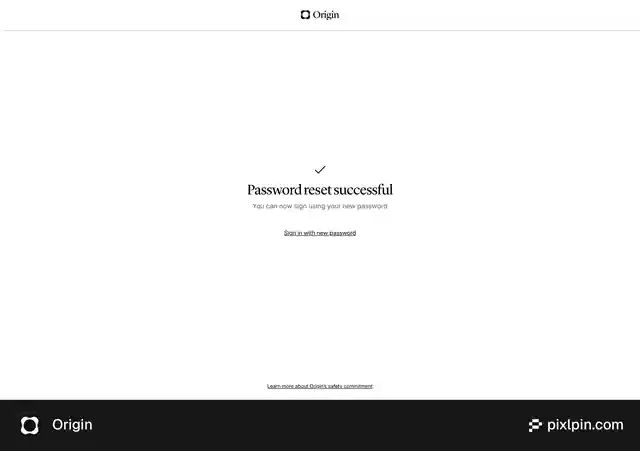 Origin
Password reset successful
You can now sign using your new password
Sign in with new password
Learn more about Origin's safety commitment
Origin
pixlpin.com